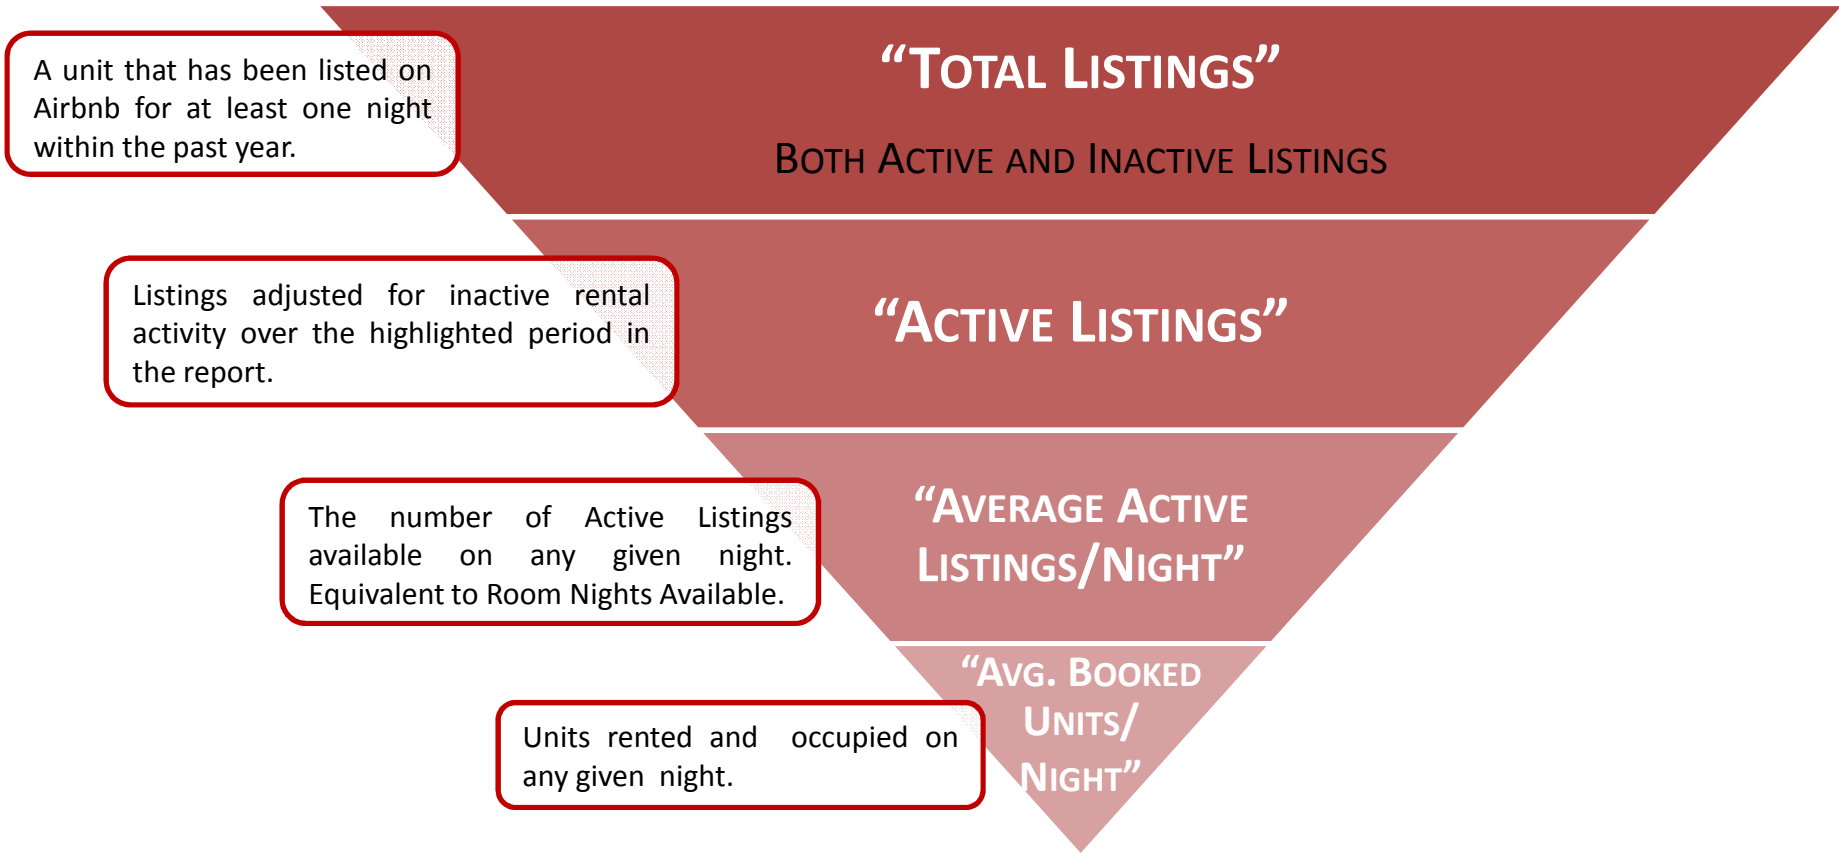 “TOTAL LISTINGS”
BOTH ACTIVE AND INACTIVE LISTINGS
A unit that has been listed on
Airbnb for at least one night
within the past year.
“ACTIVE LISTINGS”
Listings adjusted for inactive rental
activity over the highlighted period in
the report.
“AVERAGE ACTIVE
LISTINGS/NIGHT”
The number of Active Listings
available on any given night.
Equivalent to Room Nights Available.
“AVG. BOOKED
UNITS/
NIGHT”
Units rented and occupied on
any given night.